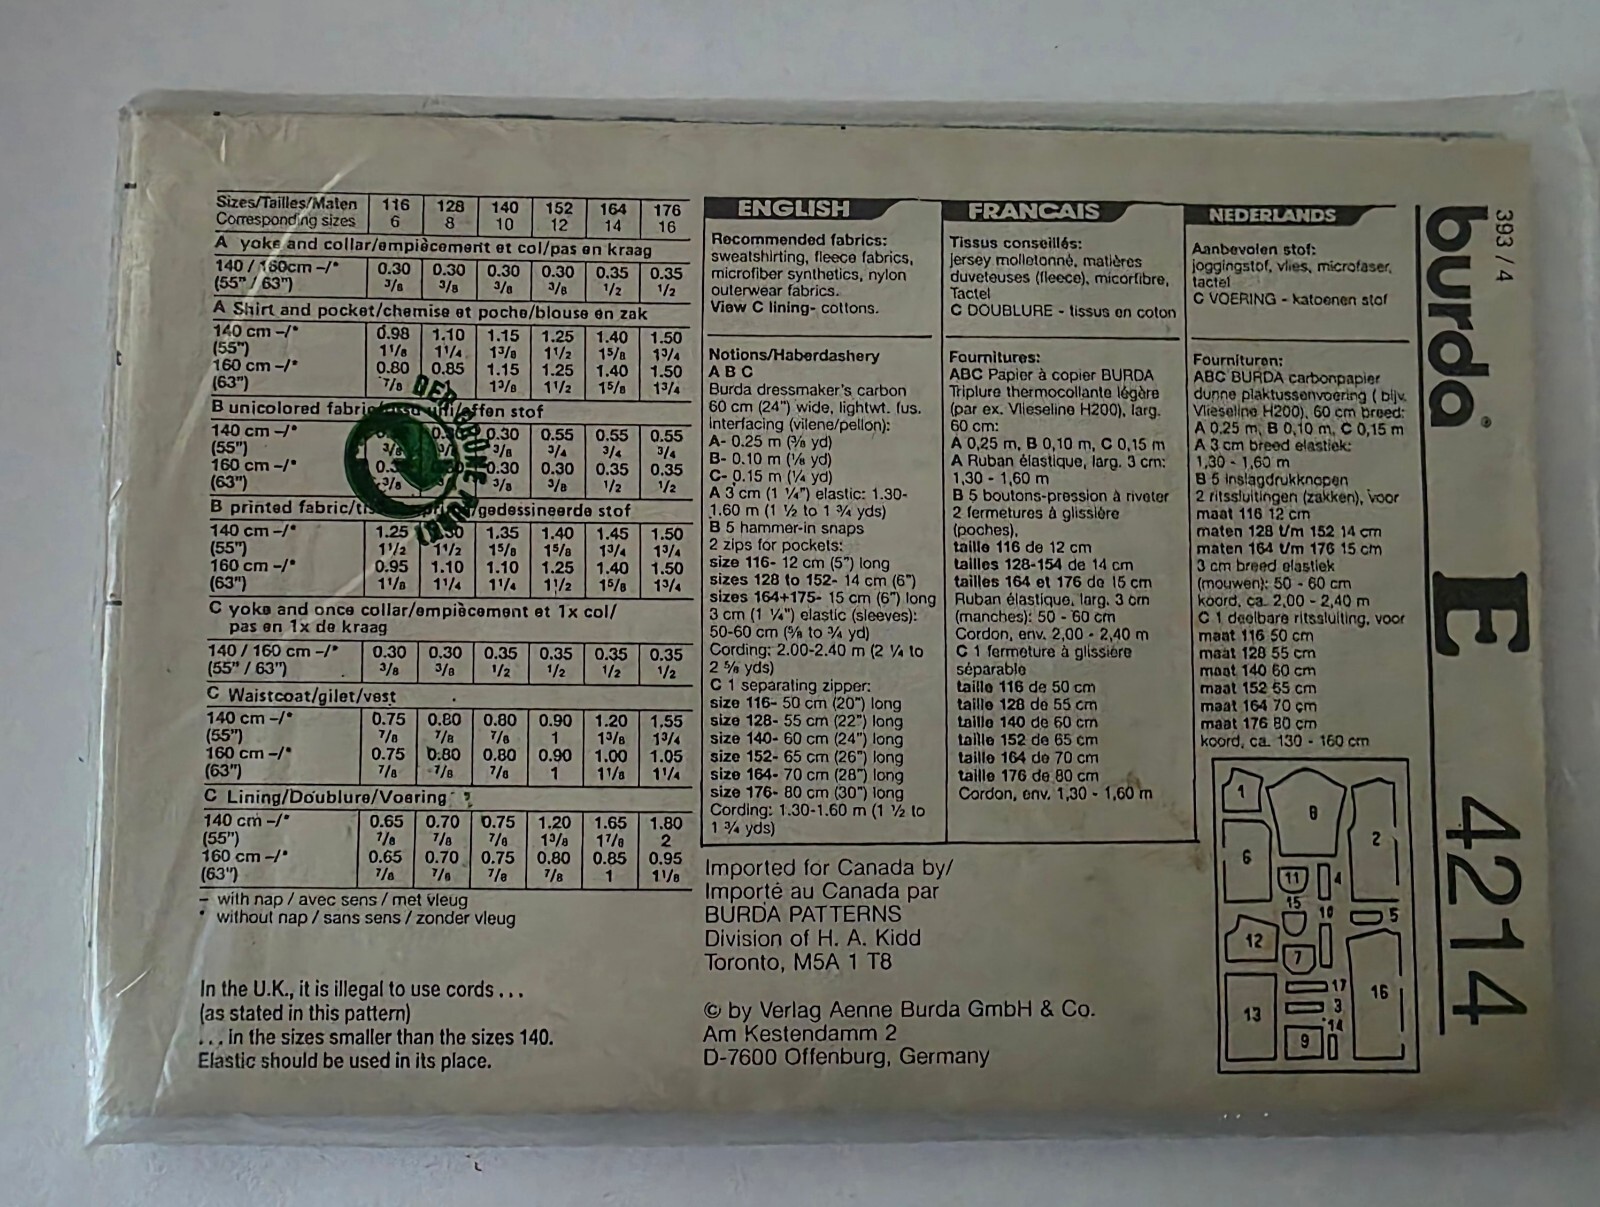 Sizes/Tailles/Maten 116 128 140 152 164 176
Corresponding sizes 6 8 10 12 14 16
A yoke and collar/empiècement et col/pas en kraag
140 / 160cm –/* 0.30 0.30 0.30 0.30 0.35 0.35
(55" / 63") 3/8 3/8 3/8 3/8 1/2 1/2
A Shirt and pocket/chemise et poche/blouse en zak
140 cm –/* 0.98 1.10 1.15 1.25 1.40 1.50
(55") 1 1/8 1 1/4 1 3/8 1 1/2 1 5/8 1 3/4
160 cm –/* 0.80 0.85 1.15 1.25 1.40 1.50
(63") 7/8 1 3/8 1 1/2 1 5/8 1 3/4
B unicolored fabric/ uni/effen stof
140 cm –/* 0.30 0.55 0.55 0.55
(55") 3/8 3/8 3/4 3/4 3/4
160 cm –/* 0.30 0.30 0.35 0.35
(63") 3/8 3/8 3/8 1/2 1/2
B printed fabric/ /gedessineerde stof
140 cm –/* 1.25 1.30 1.35 1.40 1.45 1.50
(55") 1 1/2 1 1/2 1 5/8 1 5/8 1 3/4 1 3/4
160 cm –/* 0.95 1.10 1.10 1.25 1.40 1.50
(63") 1 1/8 1 1/4 1 1/4 1 1/2 1 5/8 1 3/4
C yoke and once collar/empiècement et 1x col/
pas en 1x de kraag
140 / 160 cm –/* 0.30 0.30 0.35 0.35 0.35 0.35
(55" / 63") 3/8 3/8 1/2 1/2 1/2 1/2
C Waistcoat/gilet/vest
140 cm –/* 0.75 0.80 0.80 0.90 1.20 1.55
(55") 7/8 7/8 7/8 1 1 3/8 1 3/4
160 cm –/* 0.75 0.80 0.80 0.90 1.00 1.05
(63") 7/8 7/8 7/8 1 1 1/8 1 1/4
C Lining/Doublure/Voering
140 cm –/* 0.65 0.70 0.75 1.20 1.65 1.80
(55") 7/8 7/8 7/8 1 3/8 1 7/8 2
160 cm –/* 0.65 0.70 0.75 0.80 0.85 0.95
(63") 7/8 7/8 7/8 7/8 1 1 1/8
– with nap / avec sens / met vleug
* without nap / sans sens / zonder vleug
In the U.K., it is illegal to use cords . . .
(as stated in this pattern)
. . . in the sizes smaller than the sizes 140.
Elastic should be used in its place.
DER GRÜNE PUNKT
ENGLISH
Recommended fabrics:
sweatshirting, fleece fabrics,
microfiber synthetics, nylon
outerwear fabrics.
View C lining- cottons.
Notions/Haberdashery
A B C
Burda dressmaker's carbon
60 cm (24") wide, lightwt. fus.
interfacing (vilene/pellon):
A- 0.25 m (3/8 yd)
B- 0.10 m (1/8 yd)
C- 0.15 m (1/4 yd)
A 3 cm (1 1/4") elastic: 1.30-
1.60 m (1 1/2 to 1 3/4 yds)
B 5 hammer-in snaps
2 zips for pockets:
size 116- 12 cm (5") long
sizes 128 to 152- 14 cm (6")
sizes 164+175- 15 cm (6") long
3 cm (1 1/4") elastic (sleeves):
50-60 cm (5/8 to 3/4 yd)
Cording: 2.00-2.40 m (2 1/4 to
2 5/8 yds)
C 1 separating zipper:
size 116- 50 cm (20") long
size 128- 55 cm (22") long
size 140- 60 cm (24") long
size 152- 65 cm (26") long
size 164- 70 cm (28") long
size 176- 80 cm (30") long
Cording: 1.30-1.60 m (1 1/2 to
1 3/4 yds)
FRANCAIS
Tissus conseillés:
jersey molletonné, matières
duveteuses (fleece), micorfibre,
Tactel
C DOUBLURE - tissus en coton
Fournitures:
ABC Papier à copier BURDA
Triplure thermocollante légère
(par ex. Vlieseline H200), larg.
60 cm:
A 0,25 m, B 0,10 m, C 0,15 m
A Ruban élastique, larg. 3 cm:
1,30 - 1,60 m
B 5 boutons-pression à riveter
2 fermetures à glissière
(poches),
taille 116 de 12 cm
tailles 128-154 de 14 cm
tailles 164 et 176 de 15 cm
Ruban élastique, larg. 3 cm
(manches): 50 - 60 cm
Cordon, env. 2,00 - 2,40 m
C 1 fermeture à glissière
séparable
taille 116 de 50 cm
taille 128 de 55 cm
taille 140 de 60 cm
taille 152 de 65 cm
taille 164 de 70 cm
taille 176 de 80 cm
Cordon, env. 1,30 - 1,60 m
NEDERLANDS
Aanbevolen stof:
joggingstof, vlies, microfaser,
tactel
C VOERING - katoenen stof
Fournituren:
ABC BURDA carbonpapier
dunne plaktussenvoering ( bijv.
Vlieseline H200), 60 cm breed:
A 0,25 m, B 0,10 m, C 0,15 m
A 3 cm breed elastiek:
1,30 - 1,60 m
B 5 inslagdrukknopen
2 ritssluitingen (zakken), voor
maat 116 12 cm
maten 128 t/m 152 14 cm
maten 164 t/m 176 15 cm
3 cm breed elastiek
(mouwen): 50 - 60 cm
koord, ca. 2,00 - 2,40 m
C 1 deelbare ritssluiting, voor
maat 116 50 cm
maat 128 55 cm
maat 140 60 cm
maat 152 65 cm
maat 164 70 cm
maat 176 80 cm
koord, ca. 130 - 160 cm
Imported for Canada by/
Importé au Canada par
BURDA PATTERNS
Division of H. A. Kidd
Toronto, M5A 1 T8
© by Verlag Aenne Burda GmbH & Co.
Am Kestendamm 2
D-7600 Offenburg, Germany
1 8 2
6 11 4
15 10 5
12 7
17 16
13 3
14
9
393 / 4
burda® E 4214